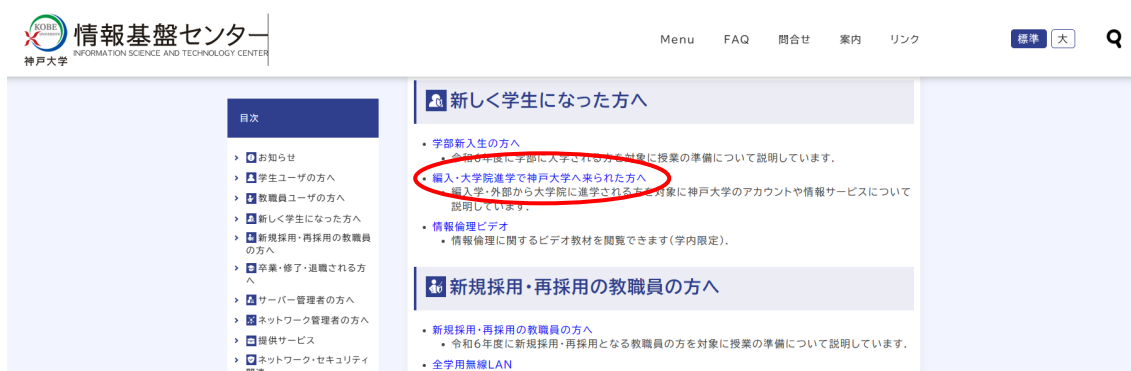 KOBE
UNIVERSITY
神戸大学
情報基盤センター
INFORMATION SCIENCE AND TECHNOLOGY CENTER
Menu FAQ 問合せ 案内 リンク
標準 大
目次
お知らせ
学生ユーザの方へ
教職員ユーザの方へ
新しく学生になった方へ
新規採用・再採用の教職員
の方へ
卒業・修了・退職される方
へ
サーバー管理者の方へ
ネットワーク管理者の方へ
提供サービス
ネットワーク・セキュリティ
新しく学生になった方へ
• 学部新入生の方へ
• 令和6年度に学部に入学される方を対象に授業の準備について説明しています．
• 編入・大学院進学で神戸大学へ来られた方へ
• 編入学・外部から大学院に進学される方を対象に神戸大学のアカウントや情報サービスについて
説明しています．
• 情報倫理ビデオ
• 情報倫理に関するビデオ教材を閲覧できます(学内限定)．
新規採用・再採用の教職員の方へ
• 新規採用・再採用の教職員の方へ
• 令和6年度に新規採用・再採用となる教職員の方を対象に授業の準備について説明しています．
• 全学用無線LAN